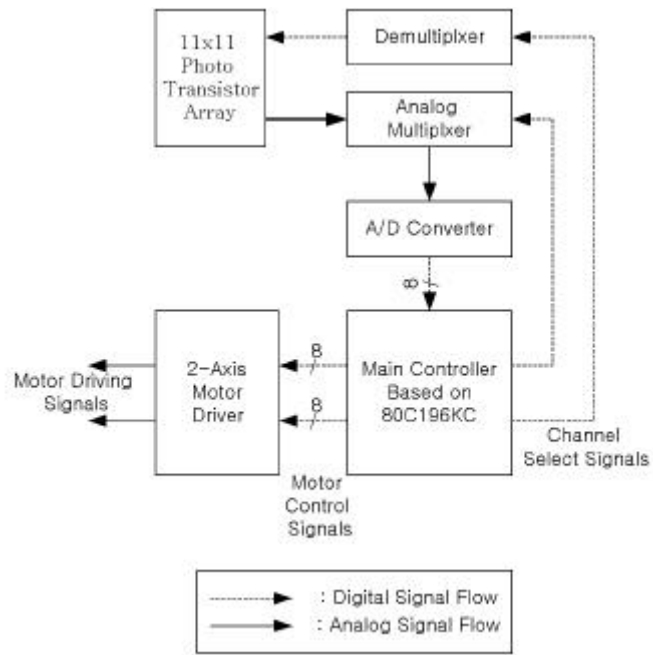 11x11
Photo
Transistor
Array
Demultiplxer
Analog
Multiplxer
A/D Converter
8
Main Controller
Based on
80C196KC
8
8
2-Axis
Motor
Driver
Motor Driving
Signals
Motor
Control
Signals
Channel
Select Signals
: Digital Signal Flow
: Analog Signal Flow